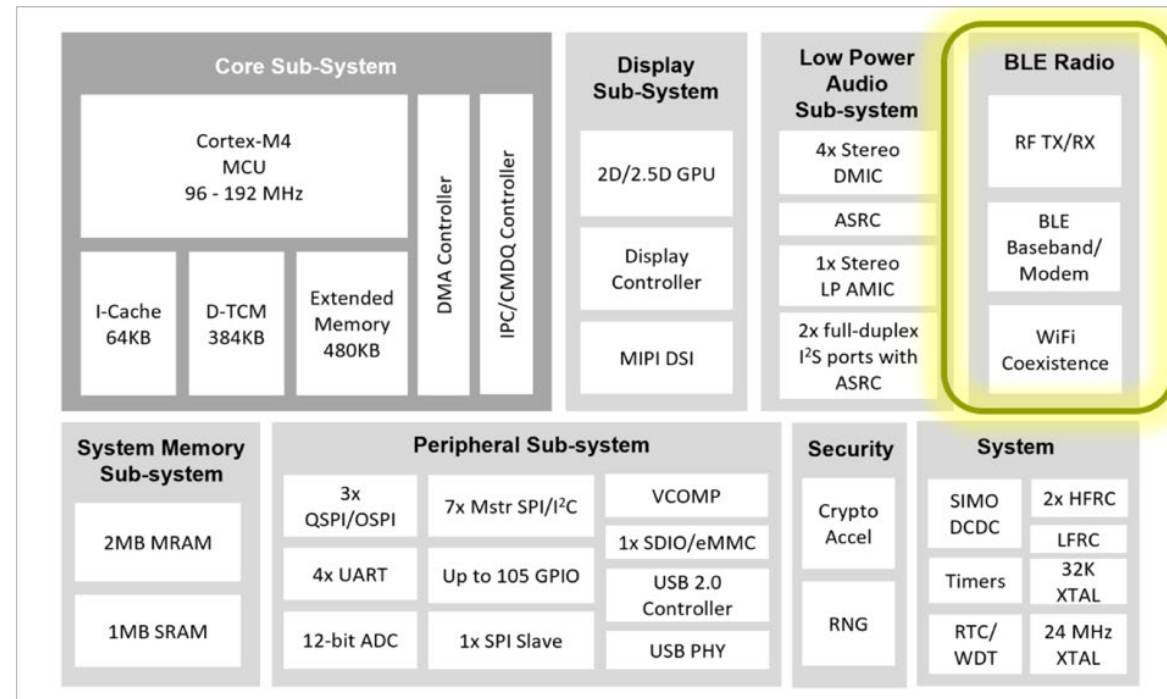 Core Sub-System
Cortex-M4
MCU
96 - 192 MHz
I-Cache
64KB
D-TCM
384KB
Extended
Memory
480KB
DMA Controller
IPC/CMDQ Controller
Display
Sub-System
2D/2.5D GPU
Display
Controller
MIPI DSI
Low Power
Audio
Sub-system
4x Stereo
DMIC
ASRC
1x Stereo
LP AMIC
2x full-duplex
I²S ports with
ASRC
BLE Radio
RF TX/RX
BLE
Baseband/
Modem
WiFi
Coexistence
System Memory
Sub-system
2MB MRAM
1MB SRAM
Peripheral Sub-system
3x
QSPI/OSPI
4x UART
12-bit ADC
7x Mstr SPI/I²C
Up to 105 GPIO
1x SPI Slave
VCOMP
1x SDIO/eMMC
USB 2.0
Controller
USB PHY
Security
Crypto
Accel
RNG
System
SIMO
DCDC
Timers
RTC/
WDT
2x HFRC
LFRC
32K
XTAL
24 MHz
XTAL